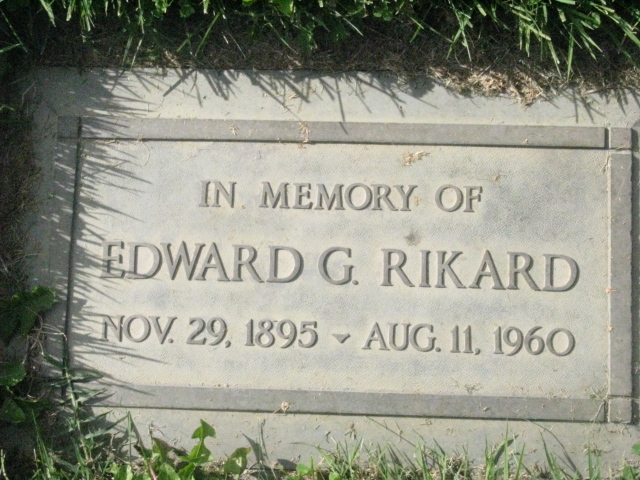 IN MEMORY OF
EDWARD G. RIKARD
NOV. 29, 1895 - AUG. 11, 1960